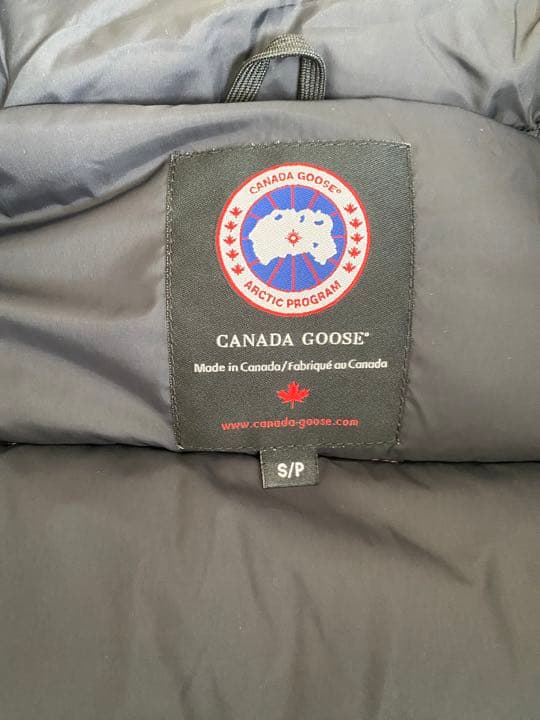 CANADA GOOSE®
ARCTIC PROGRAM
CANADA GOOSE®
Made in Canada/Fabriqué au Canada
www.canada-goose.com
S/P